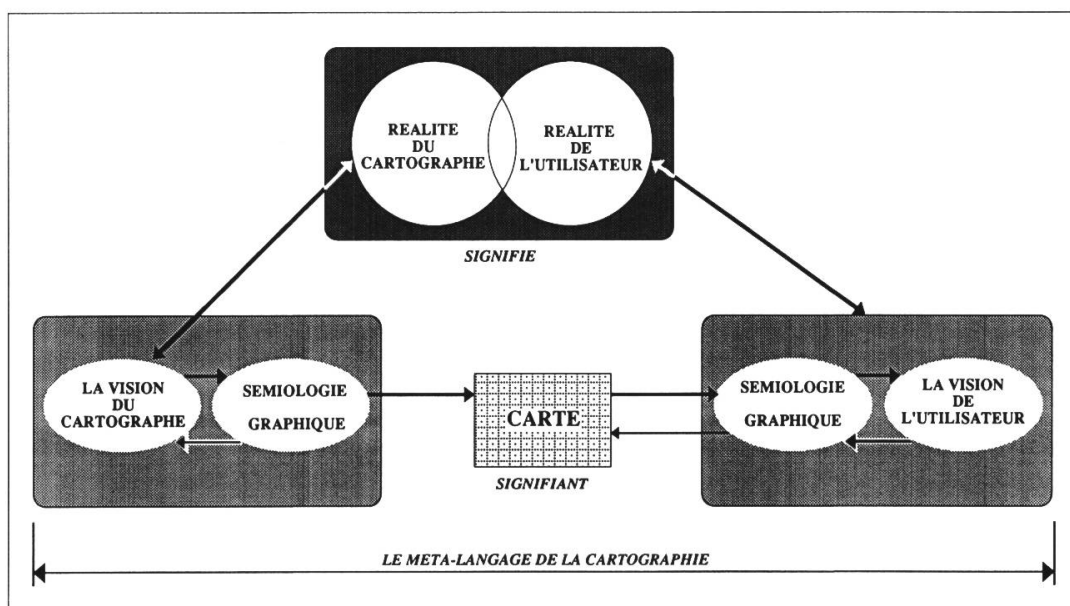 REALITE
DU
CARTOGRAPHE
REALITE
DE
L'UTILISATEUR
SIGNIFIE
LA VISION
DU
CARTOGRAPHE
SEMIOLOGIE
GRAPHIQUE
CARTE
SIGNIFIANT
SEMIOLOGIE
GRAPHIQUE
LA VISION
DE
L'UTILISATEUR
LE META-LANGAGE DE LA CARTOGRAPHIE